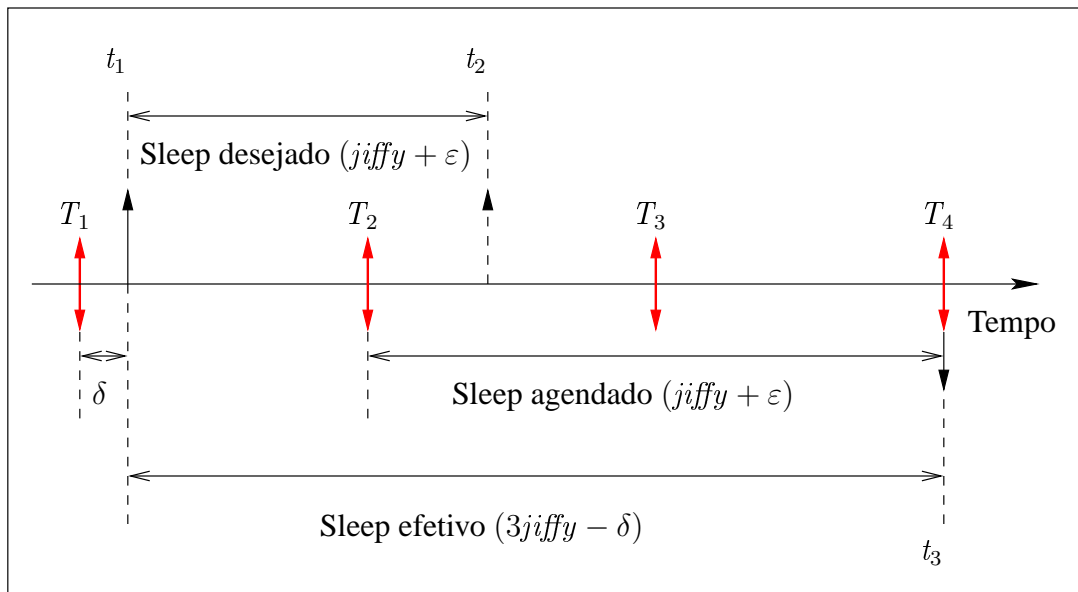 t₁ t₂
Sleep desejado (jiffy + ε)
T₁ T₂ T₃ T₄
Tempo
δ Sleep agendado (jiffy + ε)
Sleep efetivo (3jiffy − δ)
t₃